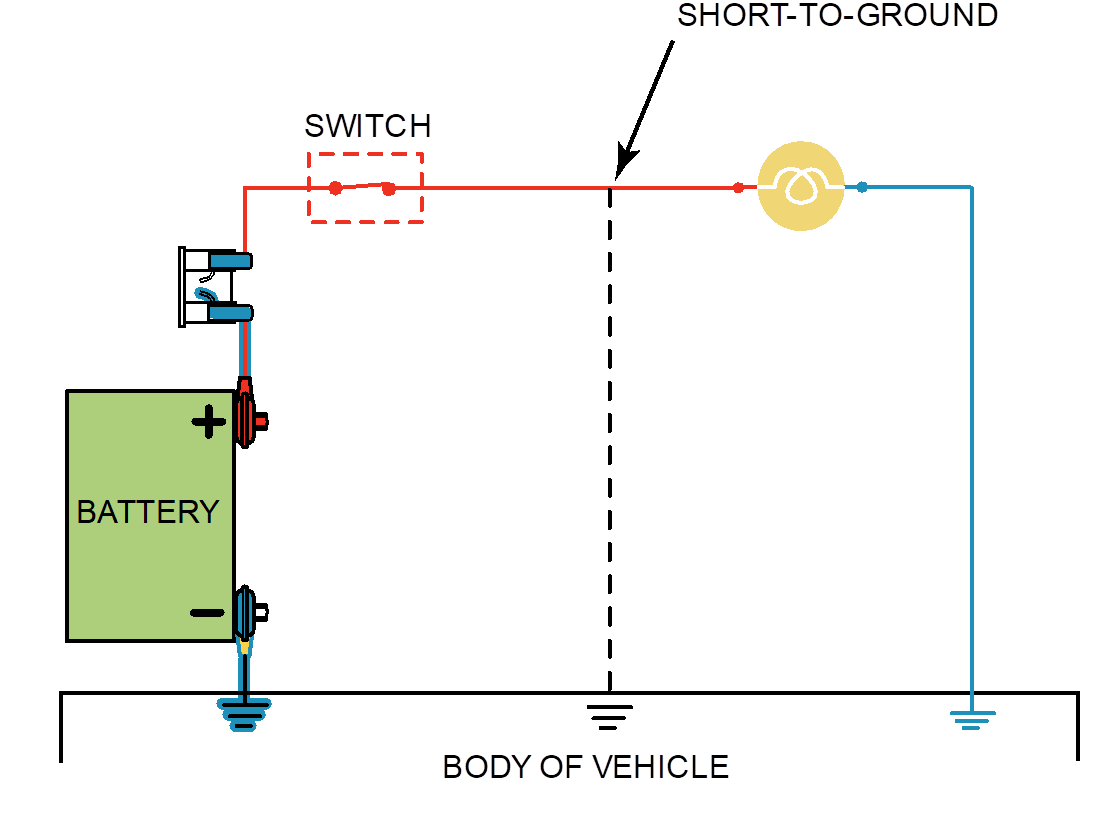 SHORT-TO-GROUND
SWITCH
+
BATTERY
–
BODY OF VEHICLE